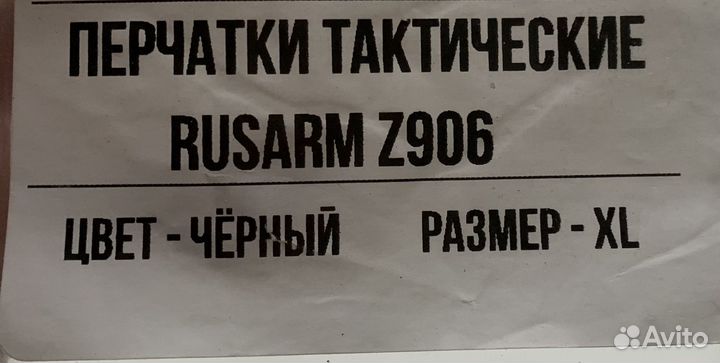 ПЕРЧАТКИ ТАКТИЧЕСКИЕ
RUSARM Z906
ЦВЕТ - ЧЁРНЫЙ РАЗМЕР - XL
Avito